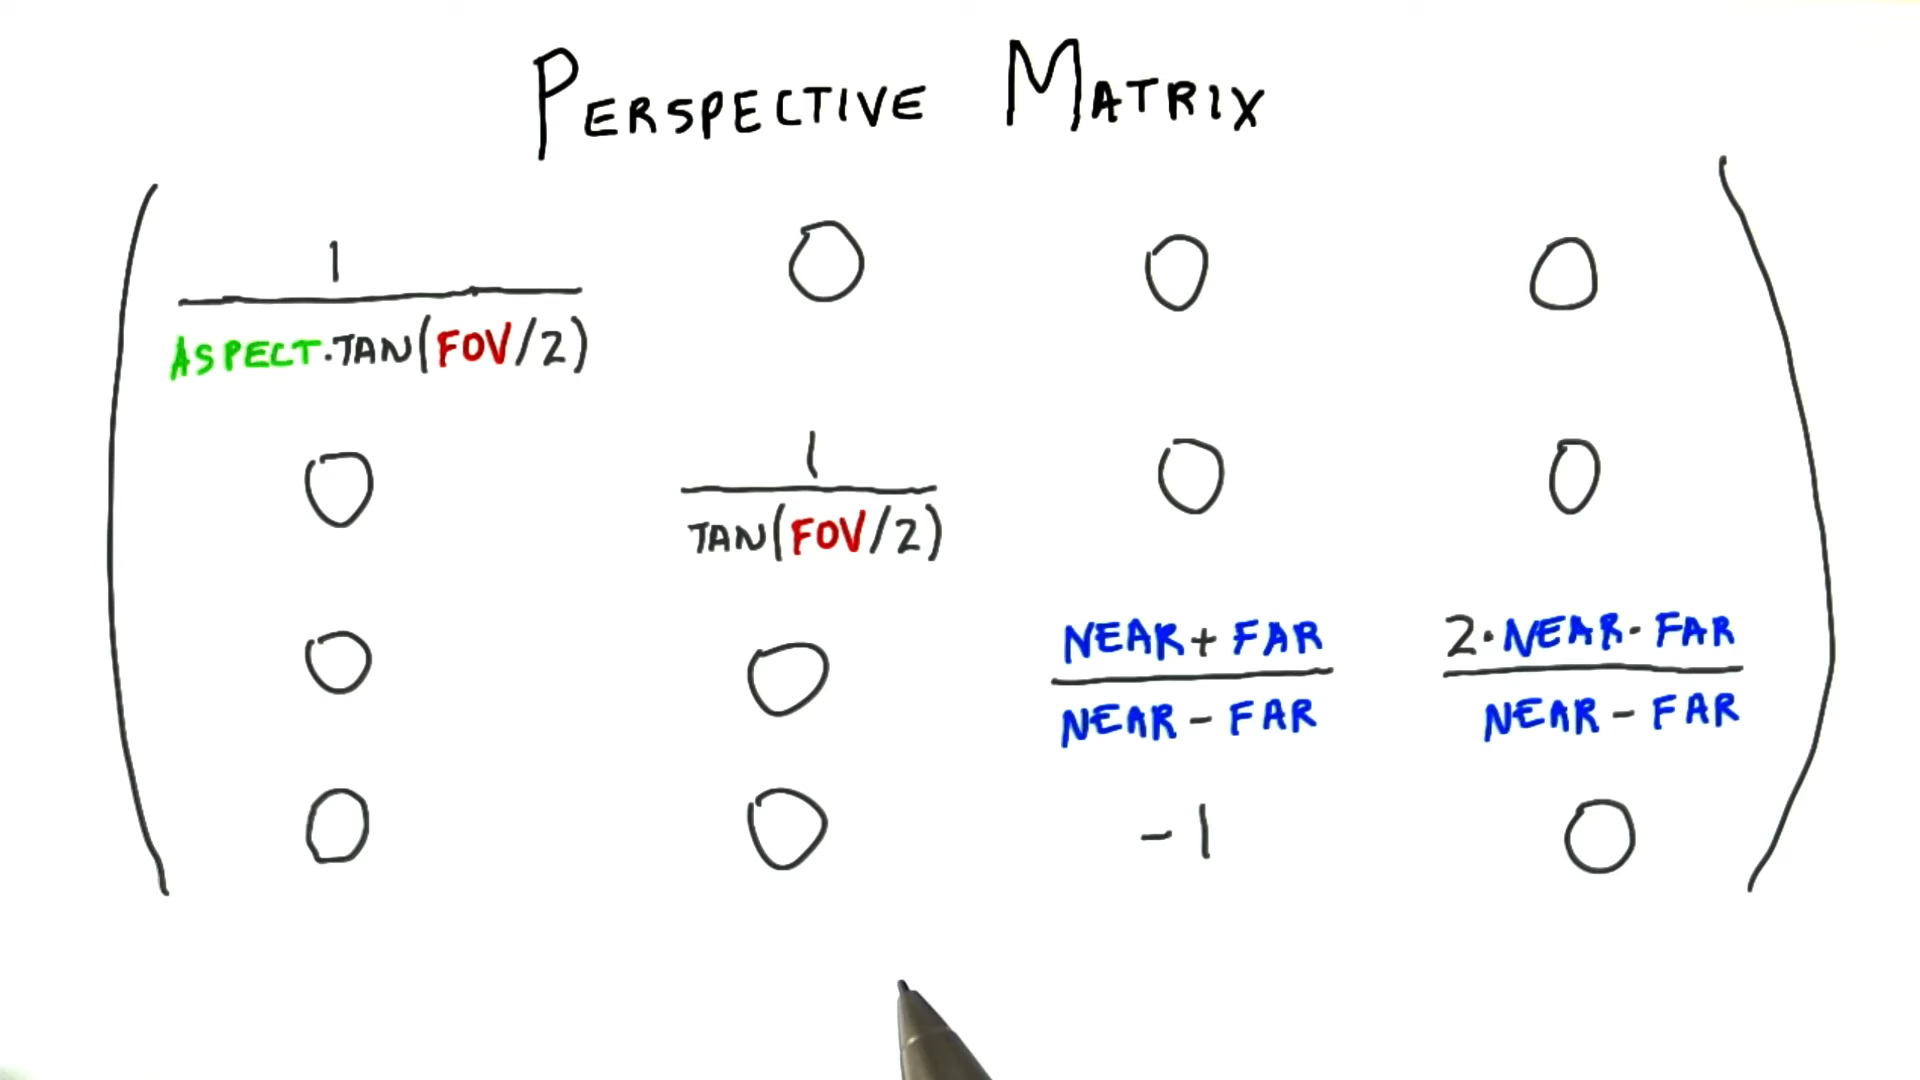 PERSPECTIVE MATRIX
1 0 0 0
ASPECT·TAN(FOV/2)
0 1 0 0
TAN(FOV/2)
0 0 NEAR+FAR 2·NEAR·FAR
NEAR-FAR NEAR-FAR
0 0 -1 0